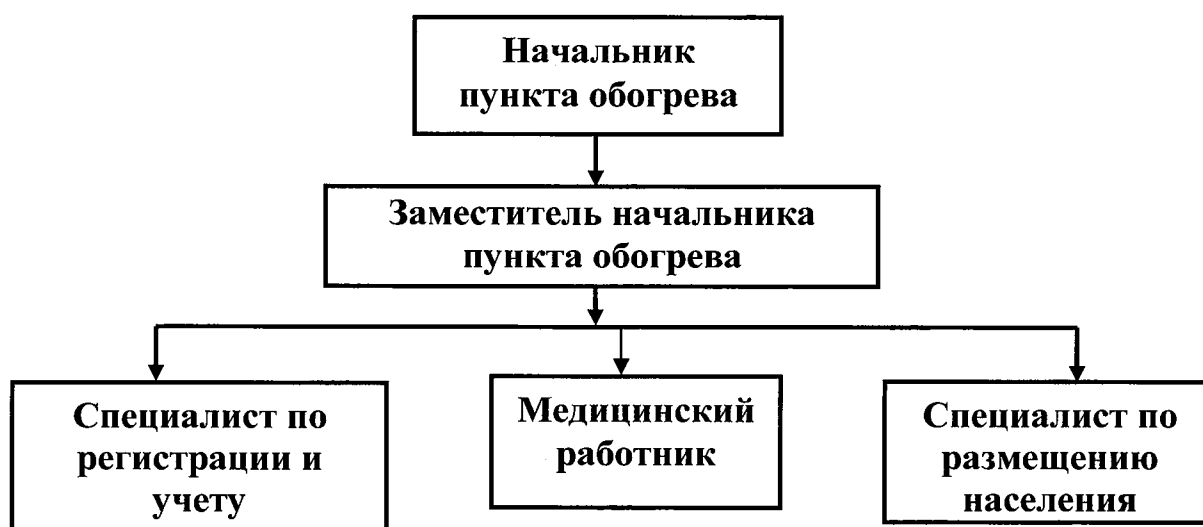 Начальник
пункта обогрева
Заместитель начальника
пункта обогрева
Специалист по
регистрации и
учету
Медицинский
работник
Специалист по
размещению
населения